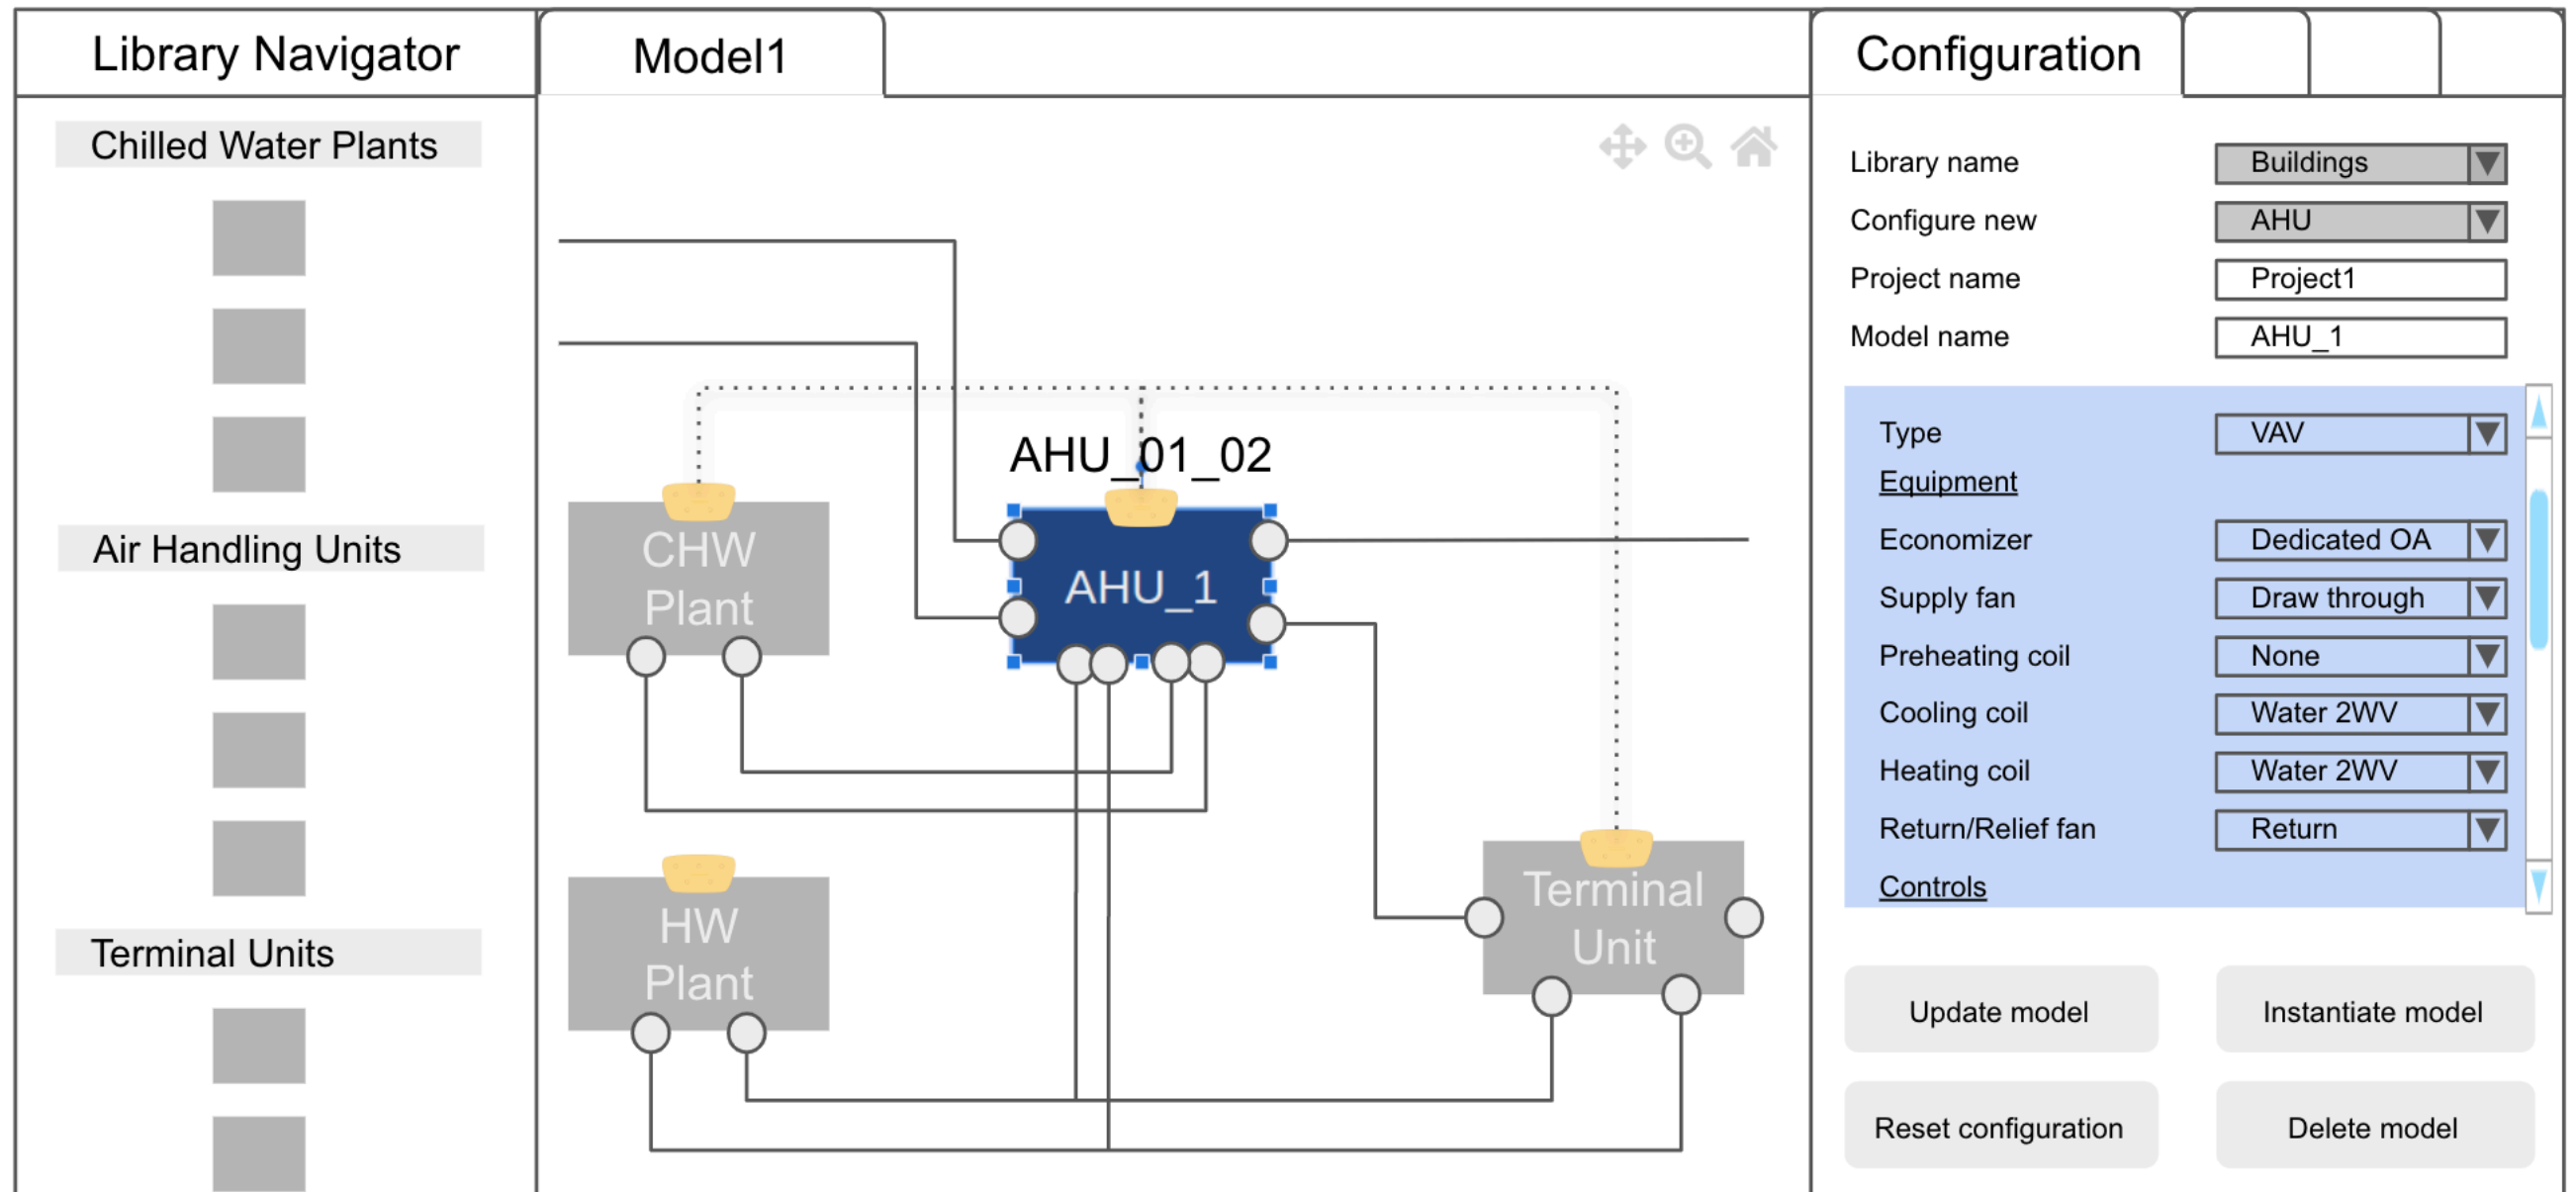 Library Navigator
Chilled Water Plants
Air Handling Units
Terminal Units
Model1
AHU_01_02
CHW
Plant
AHU_1
HW
Plant
Terminal
Unit
Configuration
Library name Buildings
Configure new AHU
Project name Project1
Model name AHU_1
Type VAV
Equipment
Economizer Dedicated OA
Supply fan Draw through
Preheating coil None
Cooling coil Water 2WV
Heating coil Water 2WV
Return/Relief fan Return
Controls
Update model Instantiate model
Reset configuration Delete model